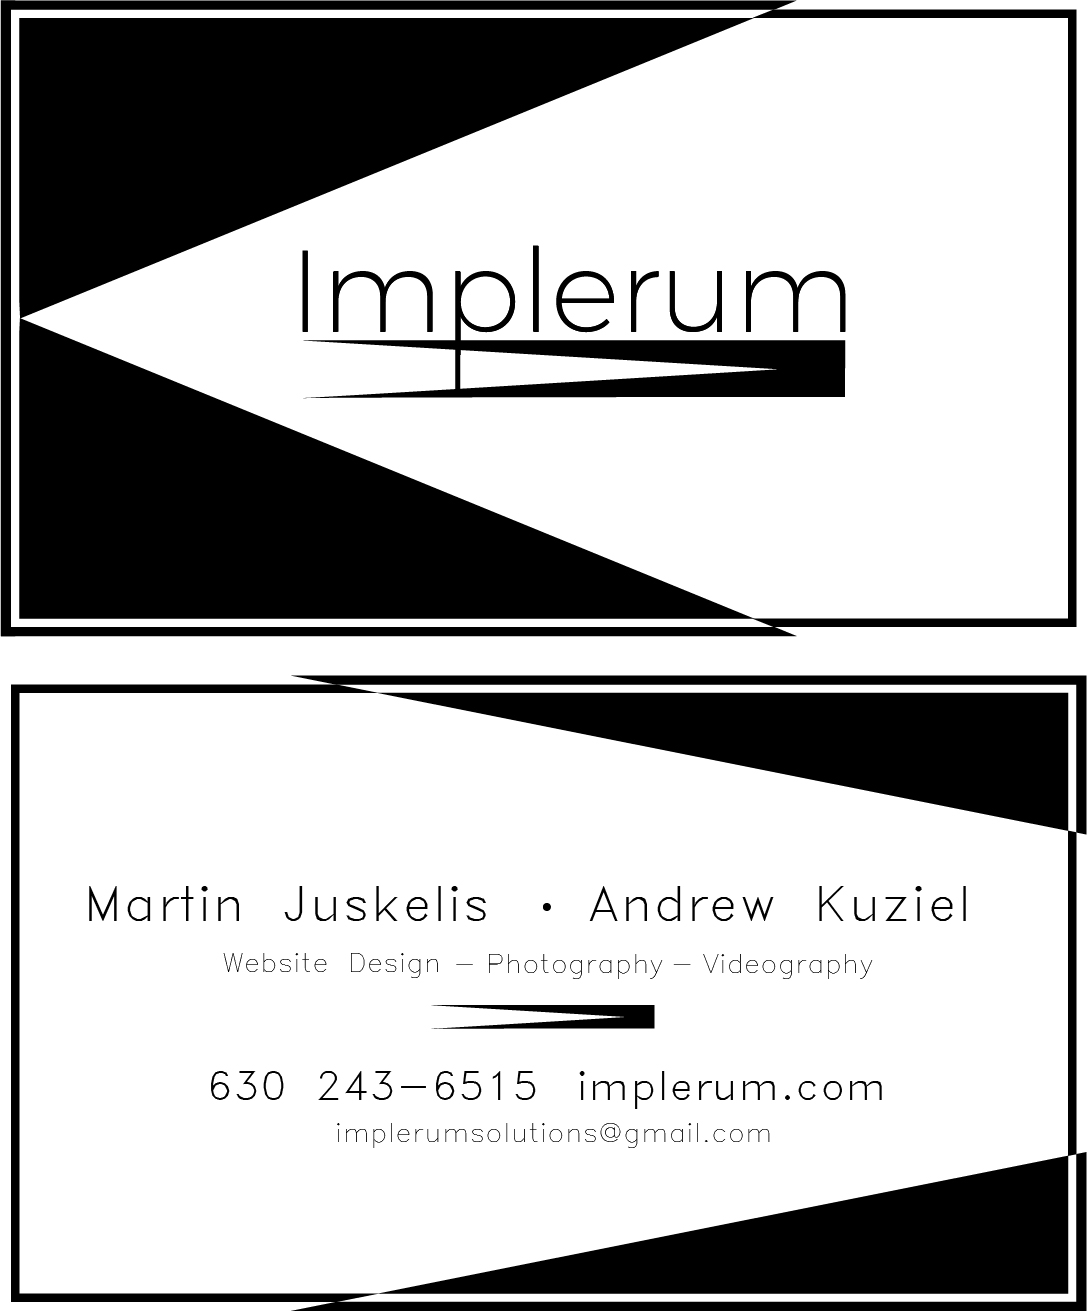 Implerum
Martin Juskelis • Andrew Kuziel
Website Design – Photography – Videography
630 243-6515 implerum.com
implerumsolutions@gmail.com